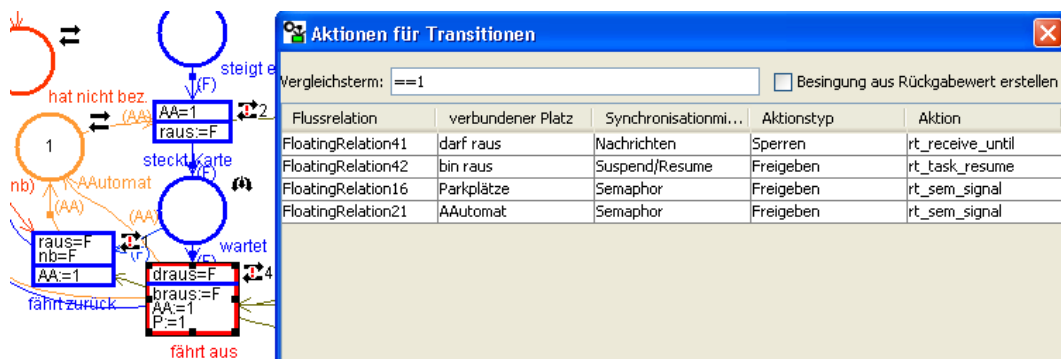 steigt e
(F)
hat nicht bez.
(AA)
AA=1
raus:=F
2
1
steckt Karte
(F)
nb)
AAutomat
(AA)
(AA)
raus=F
nb=F
AA:=1
1
wartet
fährt zurück
draus=F
braus:=F
AA:=1
P:=1
4
fährt aus
Aktionen für Transitionen
Vergleichsterm: ==1 Besingung aus Rückgabewert erstellen
Flussrelation verbundener Platz Synchronisationmi... Aktionstyp Aktion
FloatingRelation41 darf raus Nachrichten Sperren rt_receive_until
FloatingRelation42 bin raus Suspend/Resume Freigeben rt_task_resume
FloatingRelation16 Parkplätze Semaphor Freigeben rt_sem_signal
FloatingRelation21 AAutomat Semaphor Freigeben rt_sem_signal